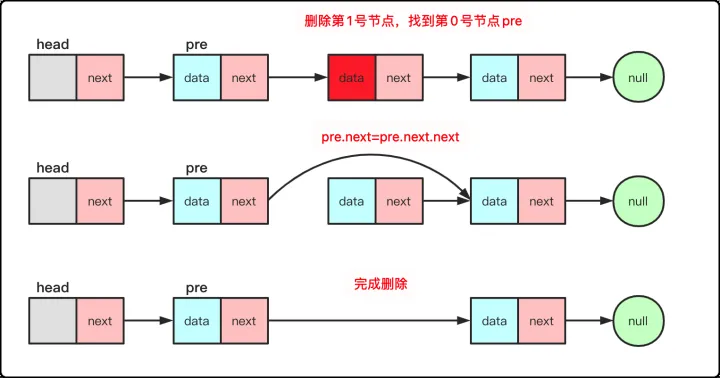 删除第1号节点，找到第0号节点pre
head pre
next data next data next data next null
pre.next=pre.next.next
head pre
next data next data next data next null
完成删除
head pre
next data next data next null